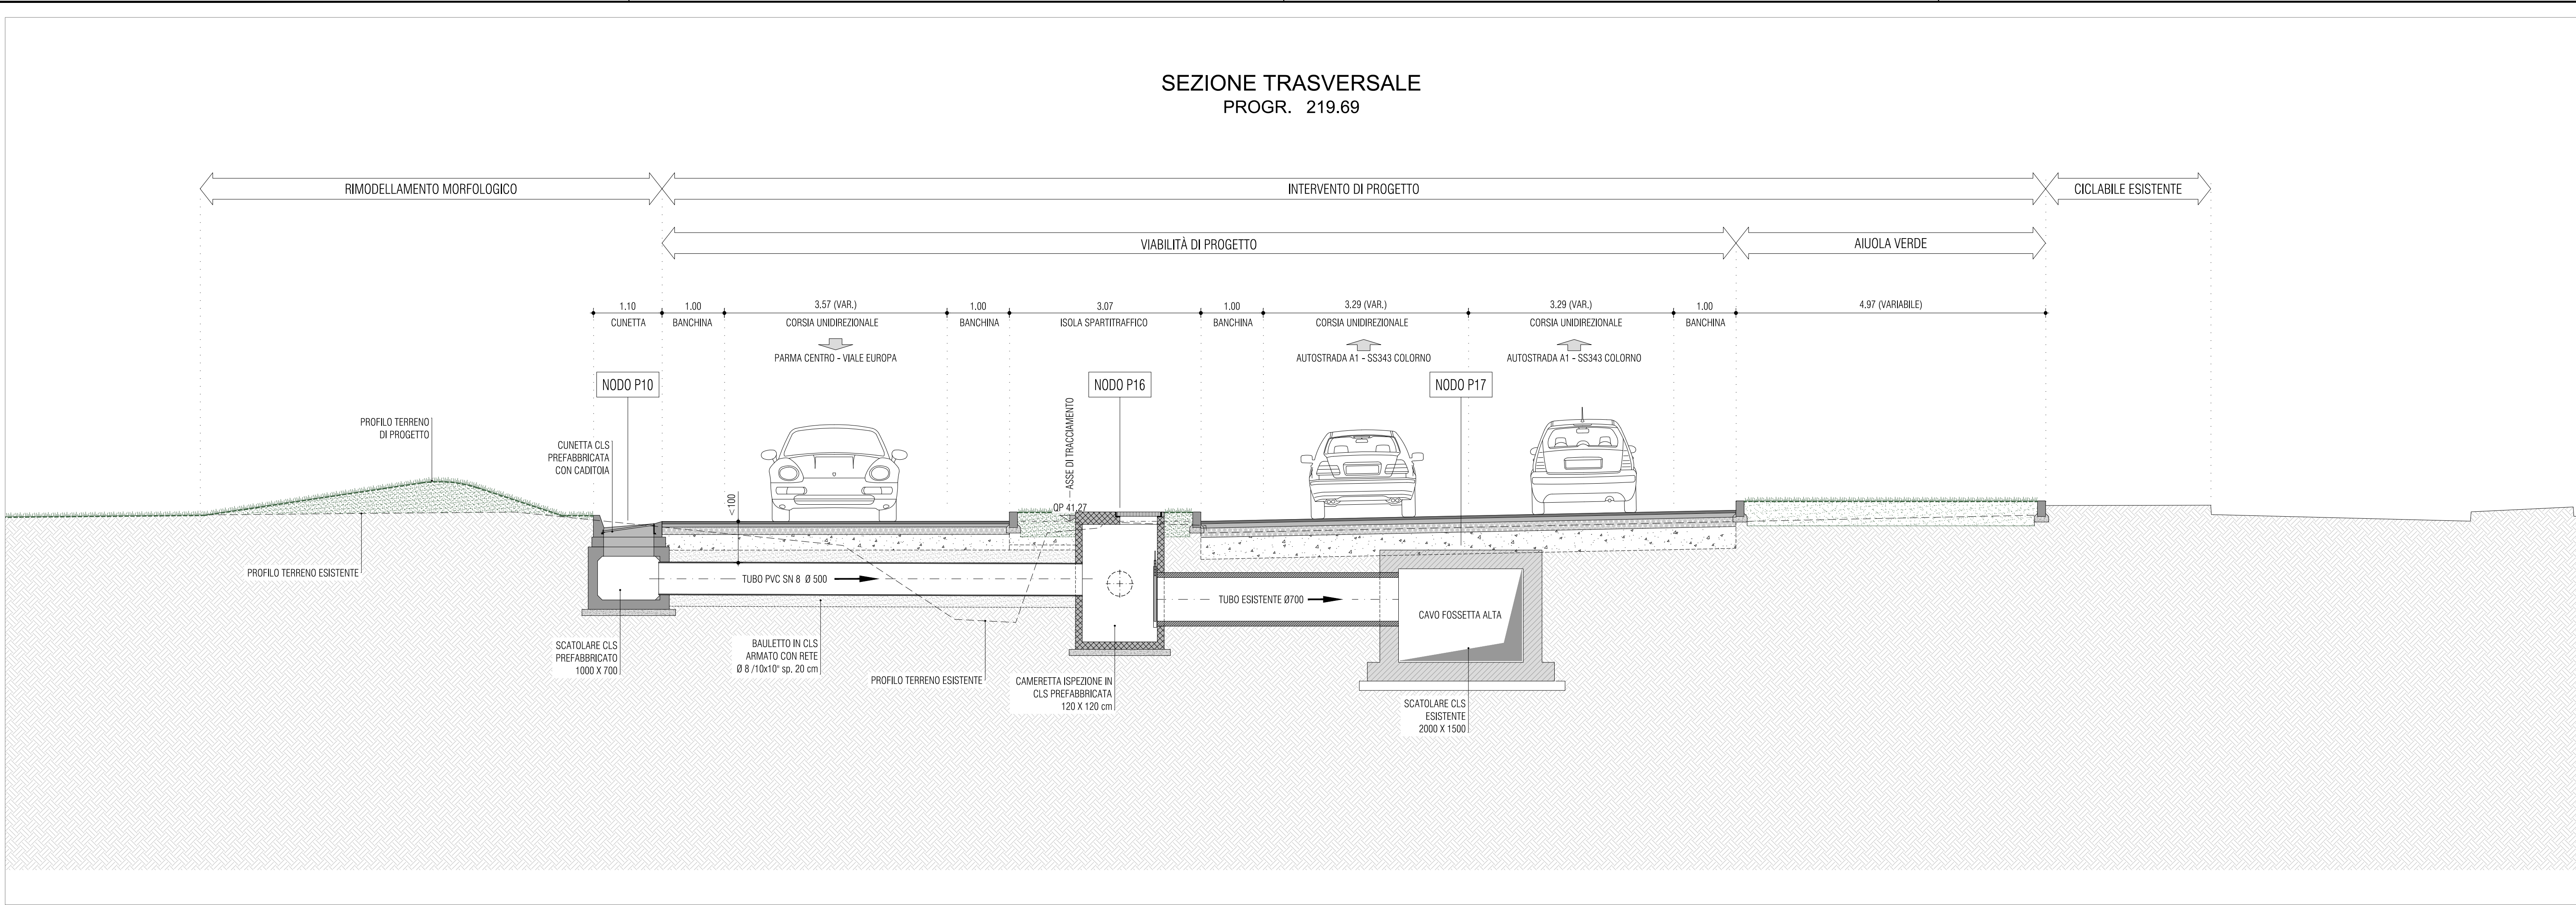 SEZIONE TRASVERSALE
PROGR. 219.69
RIMODELLAMENTO MORFOLOGICO
INTERVENTO DI PROGETTO
CICLABILE ESISTENTE
VIABILITÀ DI PROGETTO
AIUOLA VERDE
1.10
1.00
3.57 (VAR.)
1.00
3.07
1.00
3.29 (VAR.)
3.29 (VAR.)
1.00
4.97 (VARIABILE)
CUNETTA
BANCHINA
CORSIA UNIDIREZIONALE
BANCHINA
ISOLA SPARTITRAFFICO
BANCHINA
CORSIA UNIDIREZIONALE
CORSIA UNIDIREZIONALE
BANCHINA
PARMA CENTRO - VIALE EUROPA
AUTOSTRADA A1 - SS343 COLORNO
AUTOSTRADA A1 - SS343 COLORNO
NODO P10
NODO P16
NODO P17
PROFILO TERRENO
DI PROGETTO
CUNETTA CLS
PREFABBRICATA
CON CADITOIA
ASSE DI TRACCIAMENTO
<100
QP 41,27
PROFILO TERRENO ESISTENTE
TUBO PVC SN 8 Ø 500
TUBO ESISTENTE Ø700
CAVO FOSSETTA ALTA
SCATOLARE CLS
PREFABBRICATO
1000 X 700
BAULETTO IN CLS
ARMATO CON RETE
Ø 8 /10x10" sp. 20 cm
PROFILO TERRENO ESISTENTE
CAMERETTA ISPEZIONE IN
CLS PREFABBRICATA
120 X 120 cm
SCATOLARE CLS
ESISTENTE
2000 X 1500